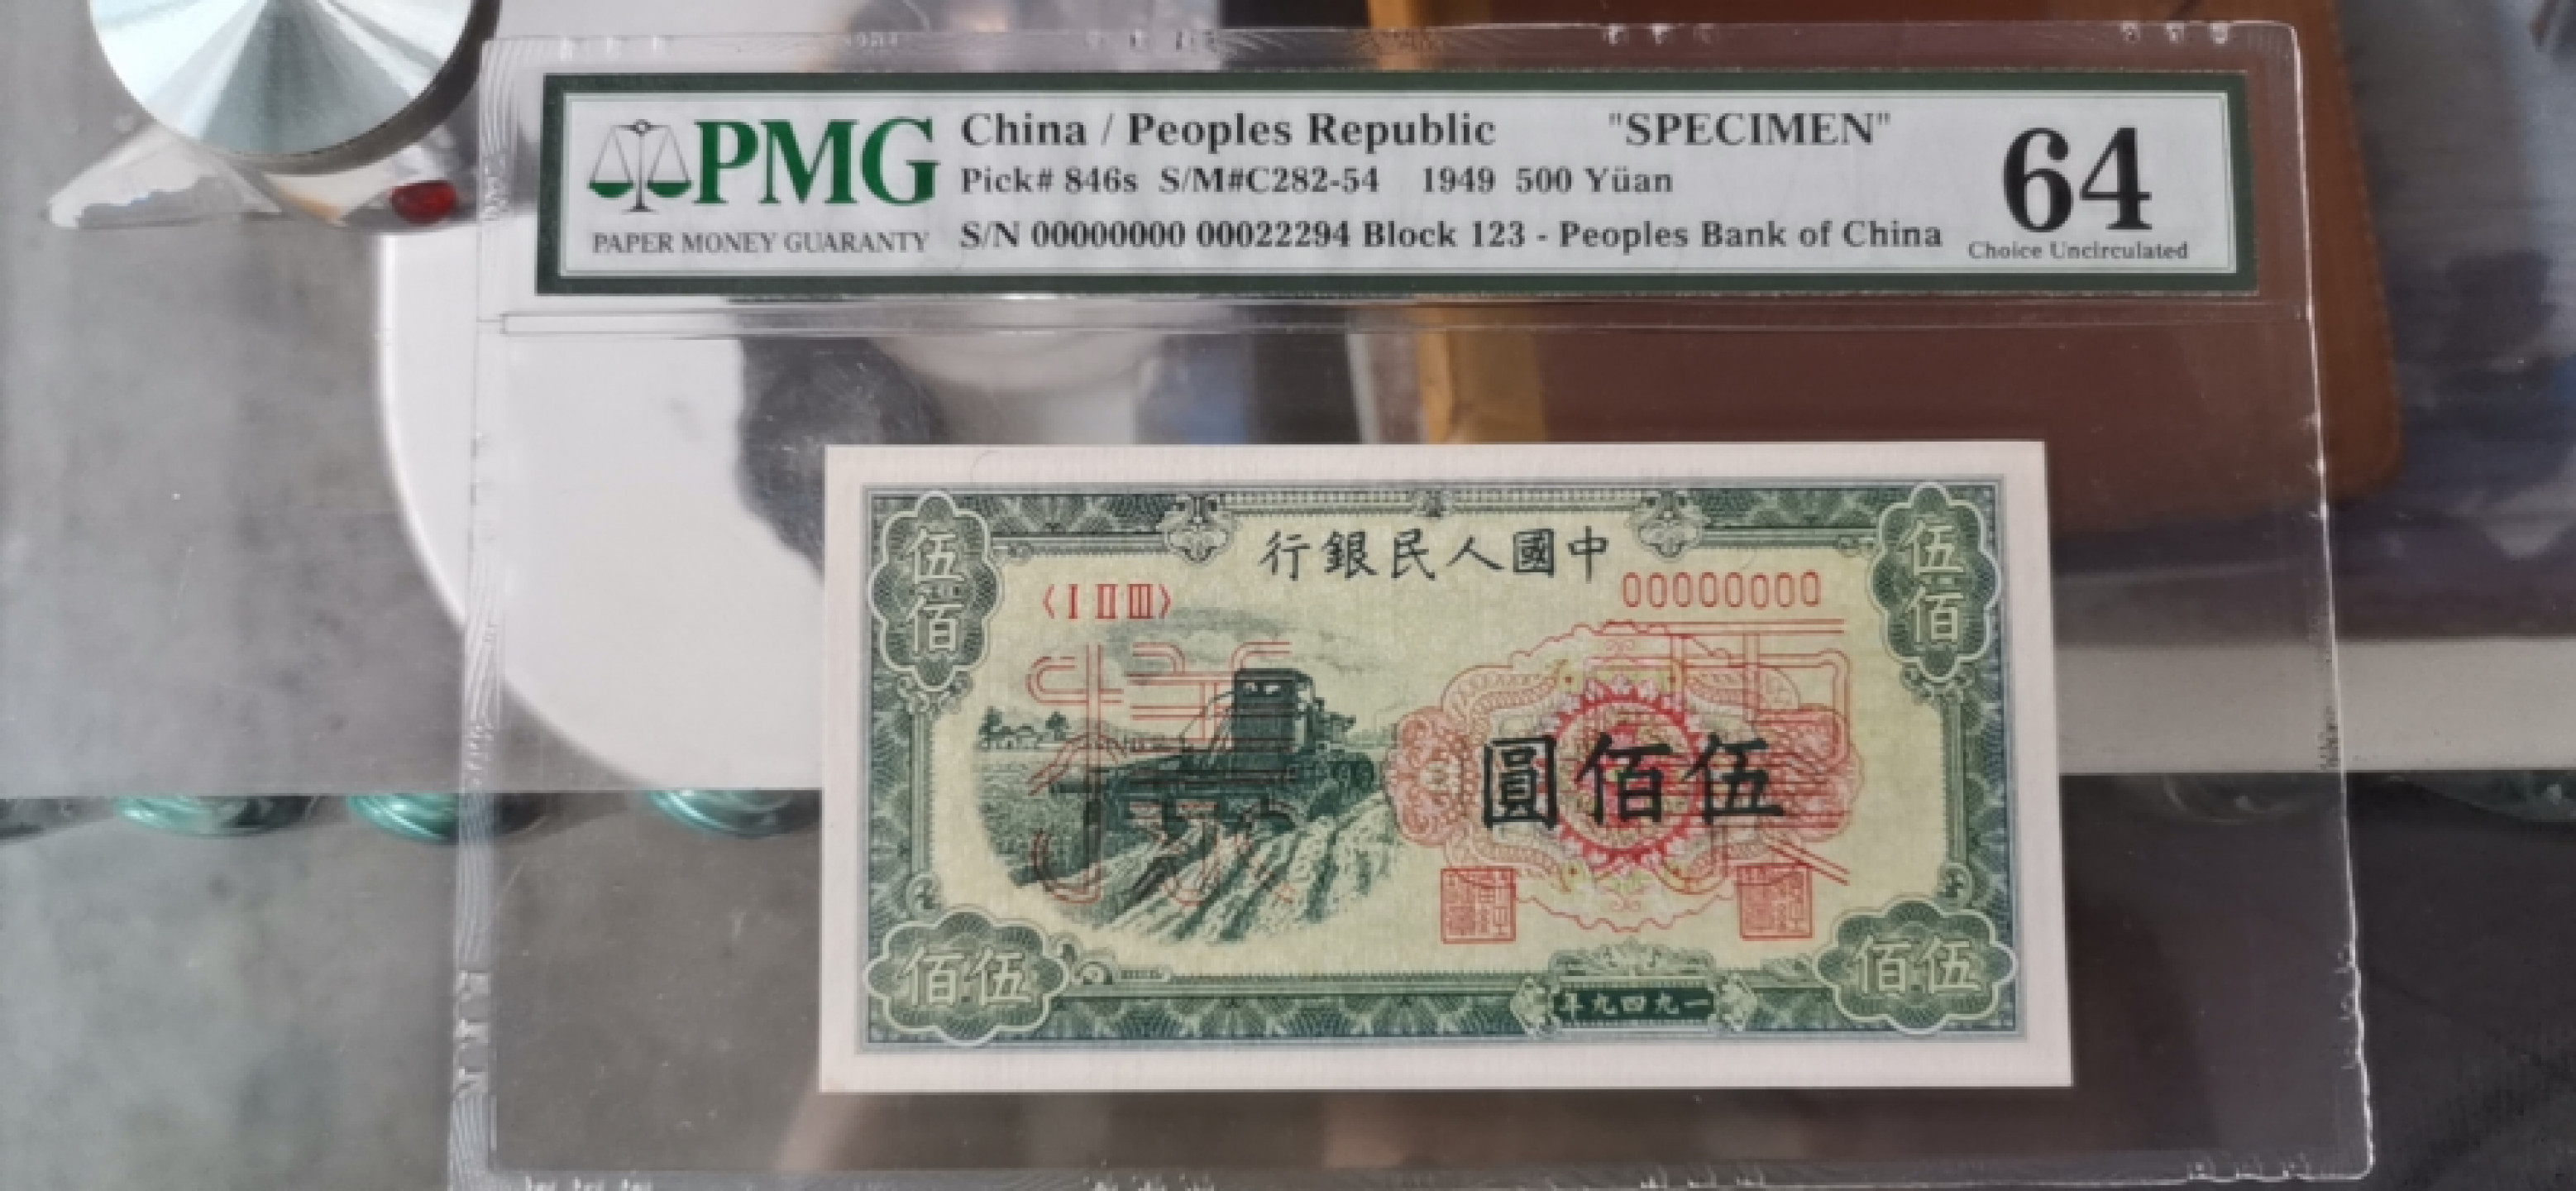 PMG
PAPER MONEY GUARANTY
China / Peoples Republic "SPECIMEN"
Pick# 846s S/M#C282-54 1949 500 Yüan
S/N 00000000 00022294 Block 123 - Peoples Bank of China
64
Choice Uncirculated
行銀民人國中
伍佰
伍佰
〈I II III〉
00000000
圓佰伍
佰伍
佰伍
年九四九一